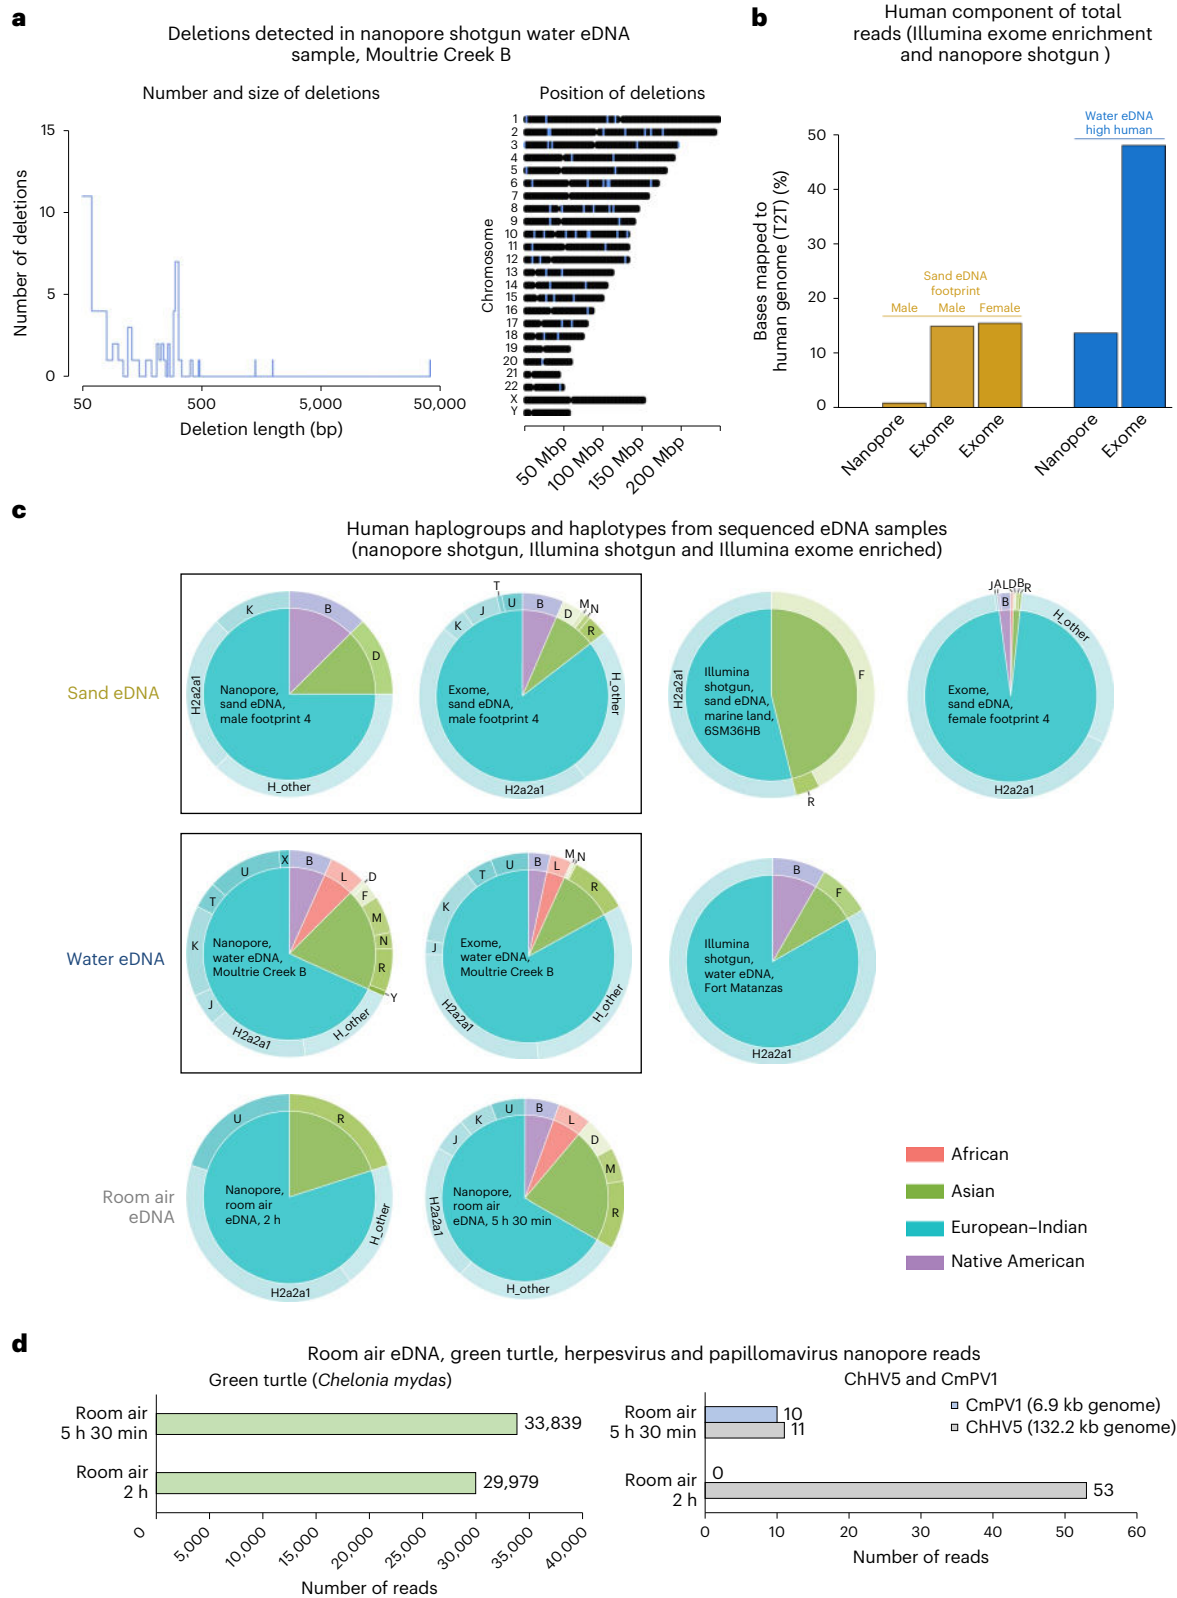 a
Deletions detected in nanopore shotgun water eDNA
sample, Moultrie Creek B
Number and size of deletions
Number of deletions
15
10
5
0
50
500
5,000
50,000
Deletion length (bp)
Position of deletions
Chromosome
1
2
3
4
5
6
7
8
9
10
11
12
13
14
15
16
17
18
19
20
21
22
X
Y
50 Mbp
100 Mbp
150 Mbp
200 Mbp
b
Human component of total
reads (Illumina exome enrichment
and nanopore shotgun )
Bases mapped to
human genome (T2T) (%)
50
40
30
20
10
0
Sand eDNA
footprint
Male
Male
Female
Water eDNA
high human
Nanopore
Exome
Exome
Nanopore
Exome
c
Human haplogroups and haplotypes from sequenced eDNA samples
(nanopore shotgun, Illumina shotgun and Illumina exome enriched)
Sand eDNA
K
B
D
H2a2a1
H_other
Nanopore,
sand eDNA,
male footprint 4
T
U
B
D
M
N
R
J
K
H_other
H2a2a1
Exome,
sand eDNA,
male footprint 4
H2a2a1
F
R
Illumina
shotgun,
sand eDNA,
marine land,
6SM36HB
J
A
L
D
B
R
B
H_other
H2a2a1
Exome,
sand eDNA,
female footprint 4
Water eDNA
X
B
L
D
F
M
N
R
Y
U
T
K
J
H2a2a1
H_other
Nanopore,
water eDNA,
Moultrie Creek B
U
B
L
M
N
R
T
K
J
H2a2a1
H_other
Exome,
water eDNA,
Moultrie Creek B
B
F
H2a2a1
Illumina
shotgun,
water eDNA,
Fort Matanzas
Room air
eDNA
U
R
H_other
H2a2a1
Nanopore,
room air
eDNA, 2 h
U
B
L
D
M
R
K
J
H2a2a1
H_other
Nanopore,
room air
eDNA, 5 h 30 min
African
Asian
European–Indian
Native American
d
Room air eDNA, green turtle, herpesvirus and papillomavirus nanopore reads
Green turtle (Chelonia mydas)
Room air
5 h 30 min
33,839
Room air
2 h
29,979
0
5,000
10,000
15,000
20,000
25,000
30,000
35,000
40,000
Number of reads
ChHV5 and CmPV1
CmPV1 (6.9 kb genome)
ChHV5 (132.2 kb genome)
Room air
5 h 30 min
10
11
Room air
2 h
0
53
0
10
20
30
40
50
60
Number of reads